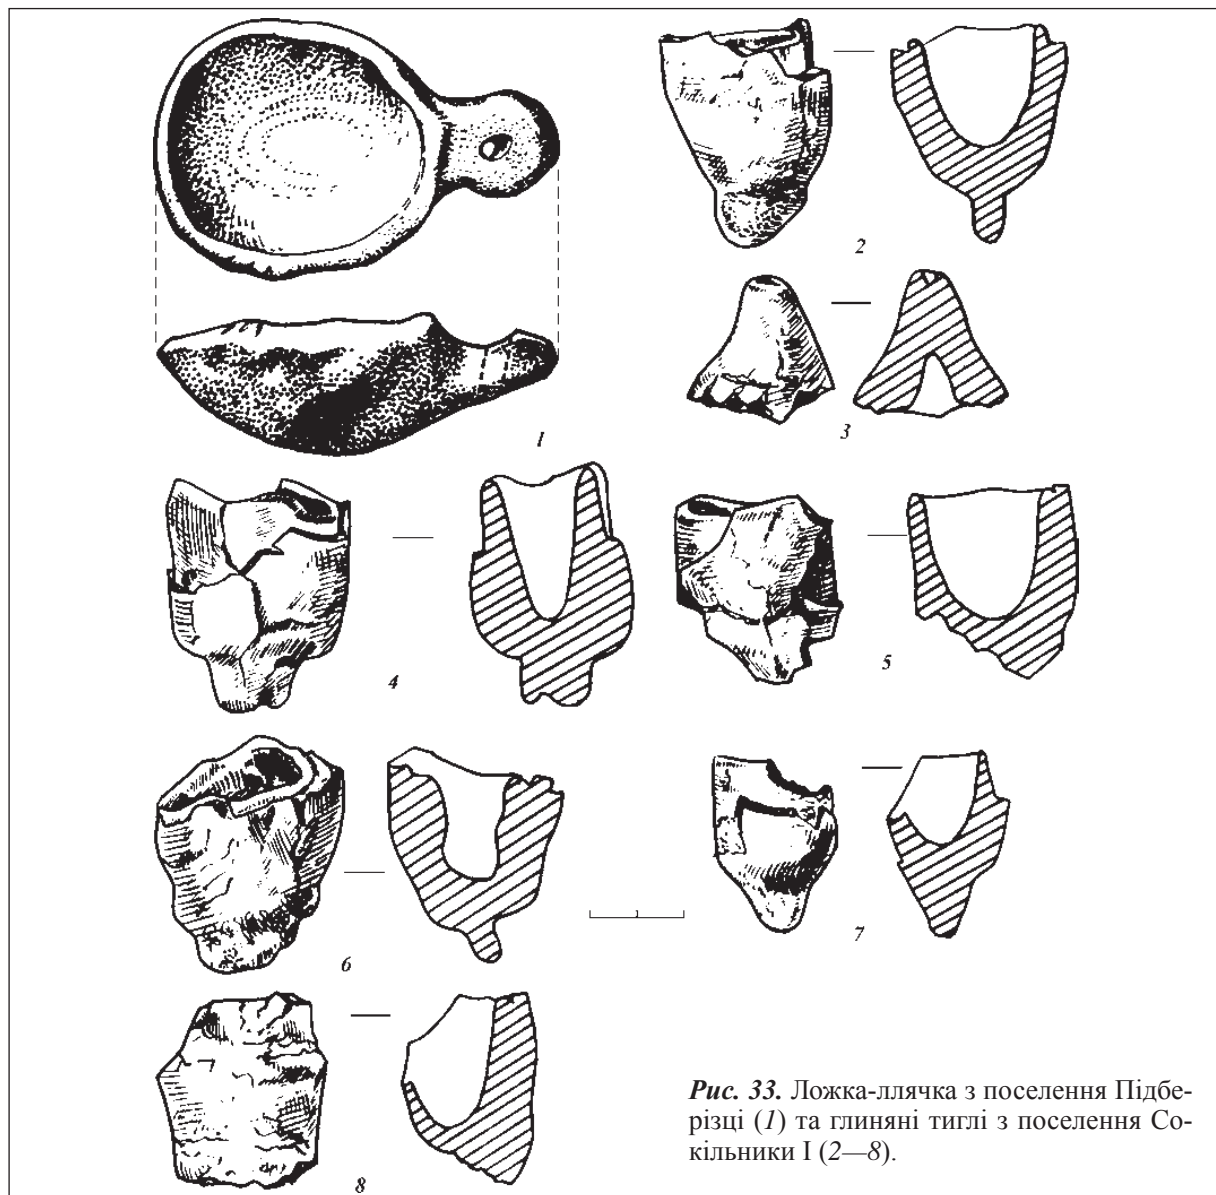 1
2
3
4
5
6
7
8
Рис. 33. Ложка-ллячка з поселення Підбе-
різці (1) та глиняні тиглі з поселення Со-
кільники I (2—8).